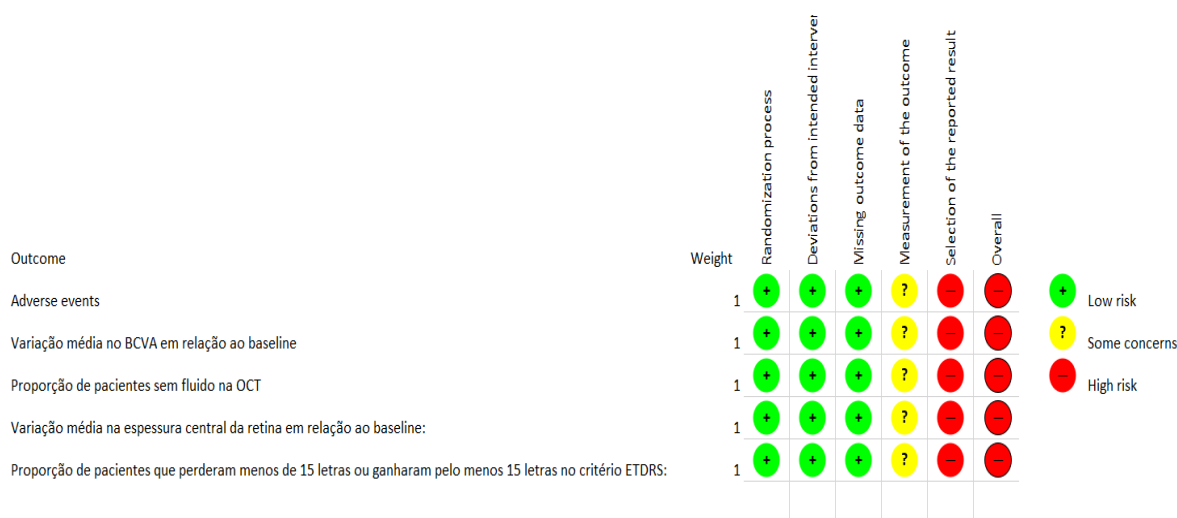 Randomization process
Deviations from intended interver
Missing outcome data
Measurement of the outcome
Selection of the reported result
Overall
Outcome Weight
Adverse events 1 + + + ? − −
Low risk
Variação média no BCVA em relação ao baseline 1 + + + ? − −
Some concerns
Proporção de pacientes sem fluido na OCT 1 + + + ? − −
High risk
Variação média na espessura central da retina em relação ao baseline: 1 + + + ? − −
Proporção de pacientes que perderam menos de 15 letras ou ganharam pelo menos 15 letras no critério ETDRS: 1 + + + ? − −